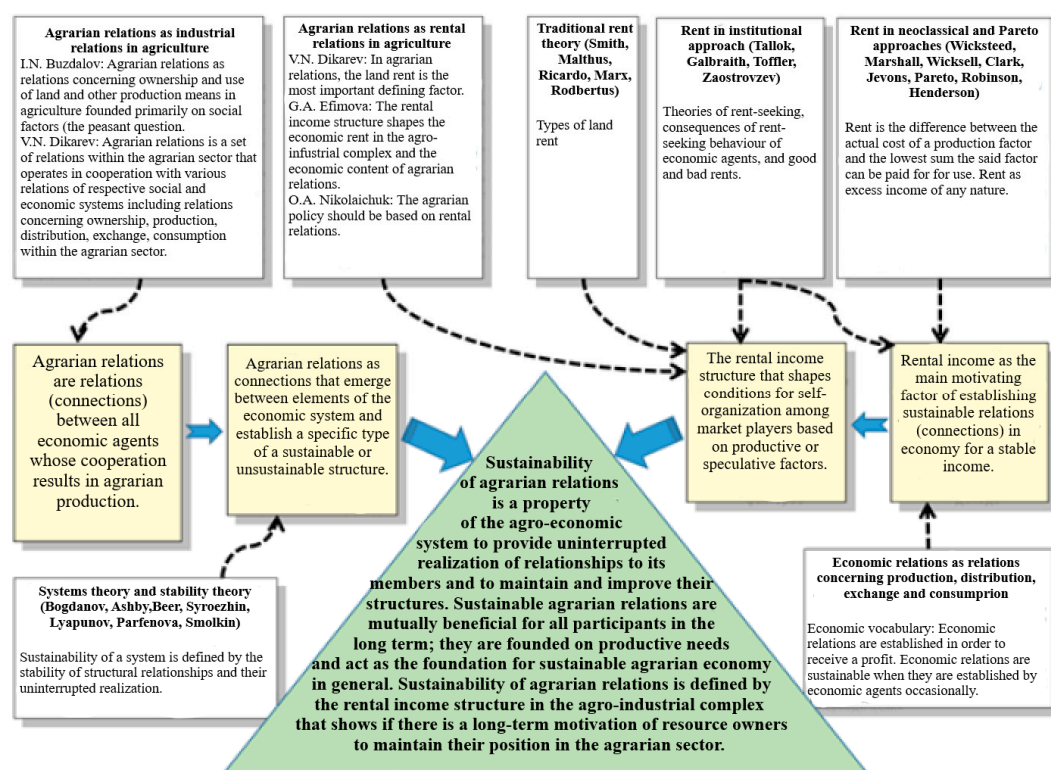 Agrarian relations as industrial
relations in agriculture
I.N. Buzdalov: Agrarian relations as
relations concerning ownership and use
of land and other production means in
agriculture founded primarily on social
factors (the peasant question.
V.N. Dikarev: Agrarian relations is a set
of relations within the agrarian sector that
operates in cooperation with various
relations of respective social and
economic systems including relations
concerning ownership, production,
distribution, exchange, consumption
within the agrarian sector.
Agrarian relations as rental
relations in agriculture
V.N. Dikarev: In agrarian
relations, the land rent is the
most important defining factor.
G.A. Efimova: The rental
income structure shapes the
economic rent in the agro-
infustrial complex and the
economic content of agrarian
relations.
O.A. Nikolaichuk: The agrarian
policy should be based on rental
relations.
Traditional rent
theory (Smith,
Malthus,
Ricardo, Marx,
Rodbertus)
Types of land
rent
Rent in institutional
approach (Tallok,
Galbraith, Toffler,
Zaostrovzev)
Theories of rent-seeking,
consequences of rent-
seeking behaviour of
economic agents, and good
and bad rents.
Rent in neoclassical and Pareto
approaches (Wicksteed,
Marshall, Wicksell, Clark,
Jevons, Pareto, Robinson,
Henderson)
Rent is the difference between the
actual cost of a production factor
and the lowest sum the said factor
can be paid for for use. Rent as
excess income of any nature.
Agrarian relations
are relations
(connections)
between all
economic agents
whose cooperation
results in agrarian
production.
Agrarian relations as
connections that emerge
between elements of the
economic system and
establish a specific type
of a sustainable or
unsustainable structure.
The rental income
structure that shapes
conditions for self-
organization among
market players based
on productive or
speculative factors.
Rental income as the
main motivating
factor of establishing
sustainable relations
(connections) in
economy for a stable
income.
Sustainability
of agrarian relations
is a property
of the agro-economic
system to provide uninterrupted
realization of relationships to its
members and to maintain and improve their
structures. Sustainable agrarian relations are
mutually beneficial for all participants in the
long term; they are founded on productive needs
and act as the foundation for sustainable agrarian economy
in general. Sustainability of agrarian relations is defined by
the rental income structure in the agro-industrial complex
that shows if there is a long-term motivation of resource owners
to maintain their position in the agrarian sector.
Systems theory and stability theory
(Bogdanov, Ashby,Beer, Syroezhin,
Lyapunov, Parfenova, Smolkin)
Sustainability of a system is defined by the
stability of structural relationships and their
uninterrupted realization.
Economic relations as relations
concerning production, distribution,
exchange and consumprion
Economic vocabulary: Economic
relations are established in order to
receive a profit. Economic relations are
sustainable when they are established by
economic agents occasionally.